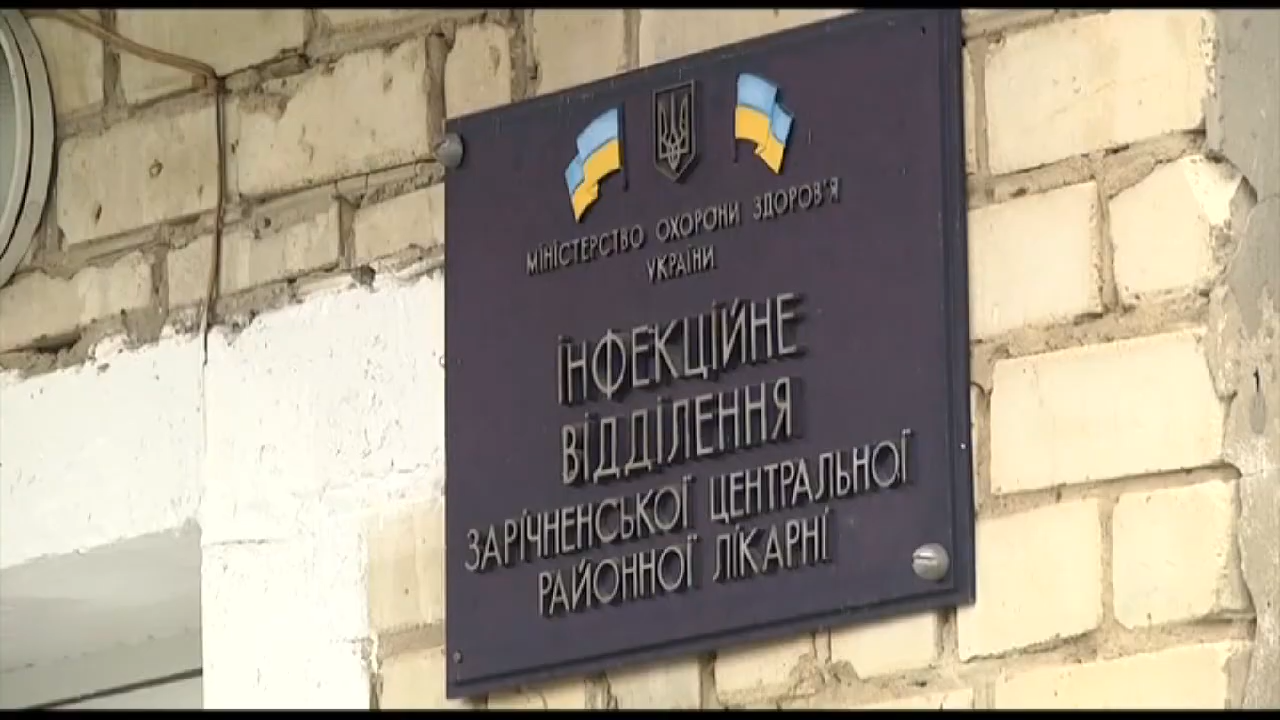 МІНІСТЕРСТВО ОХОРОНИ ЗДОРОВ'Я
УКРАЇНИ
ІНФЕКЦІЙНЕ
ВІДДІЛЕННЯ
ЗАРІЧНЕНСЬКОЇ ЦЕНТРАЛЬНОЇ
РАЙОННОЇ ЛІКАРНІ